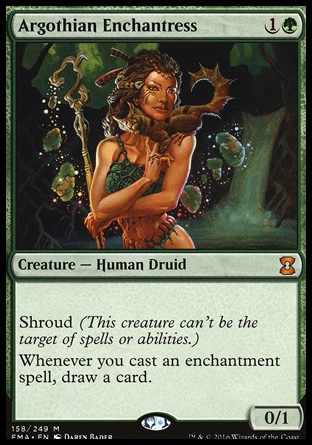 Argothian Enchantress 1
Creature — Human Druid
Shroud (This creature can't be the
target of spells or abilities.)
Whenever you cast an enchantment
spell, draw a card.
0/1
158/249 M
EMA • EN Daren Bader
™ & © 2016 Wizards of the Coast